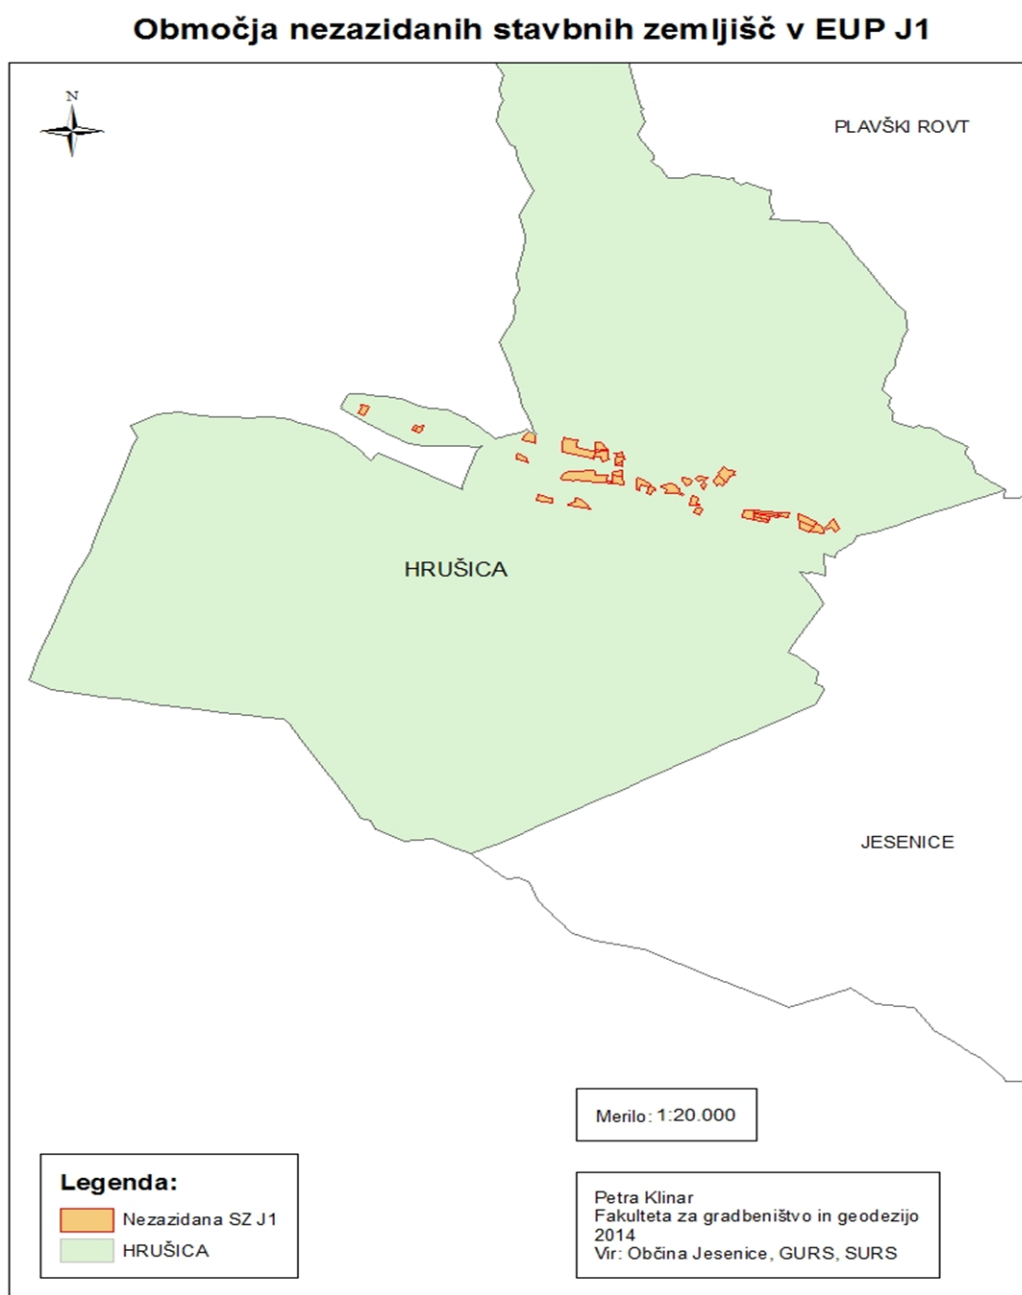 Območja nezazidanih stavbnih zemljišč v EUP J1
N
PLAVŠKI ROVT
HRUŠICA
JESENICE
Merilo: 1:20.000
Legenda:
Nezazidana SZ J1
HRUŠICA
Petra Klinar
Fakulteta za gradbeništvo in geodezijo
2014
Vir: Občina Jesenice, GURS, SURS